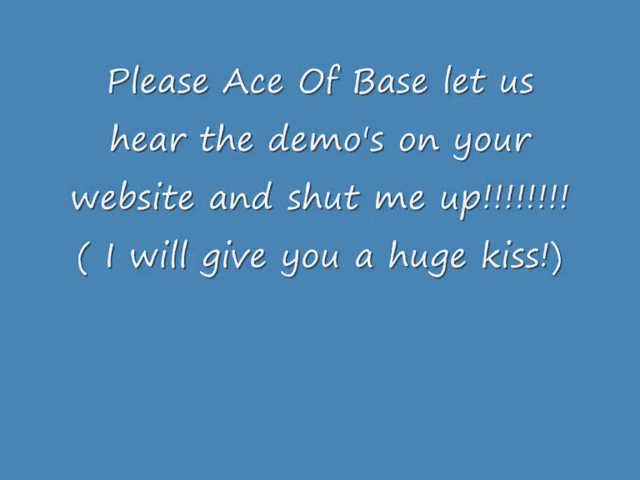 Please Ace Of Base let us
hear the demo's on your
website and shut me up!!!!!!!!
( I will give you a huge kiss!)